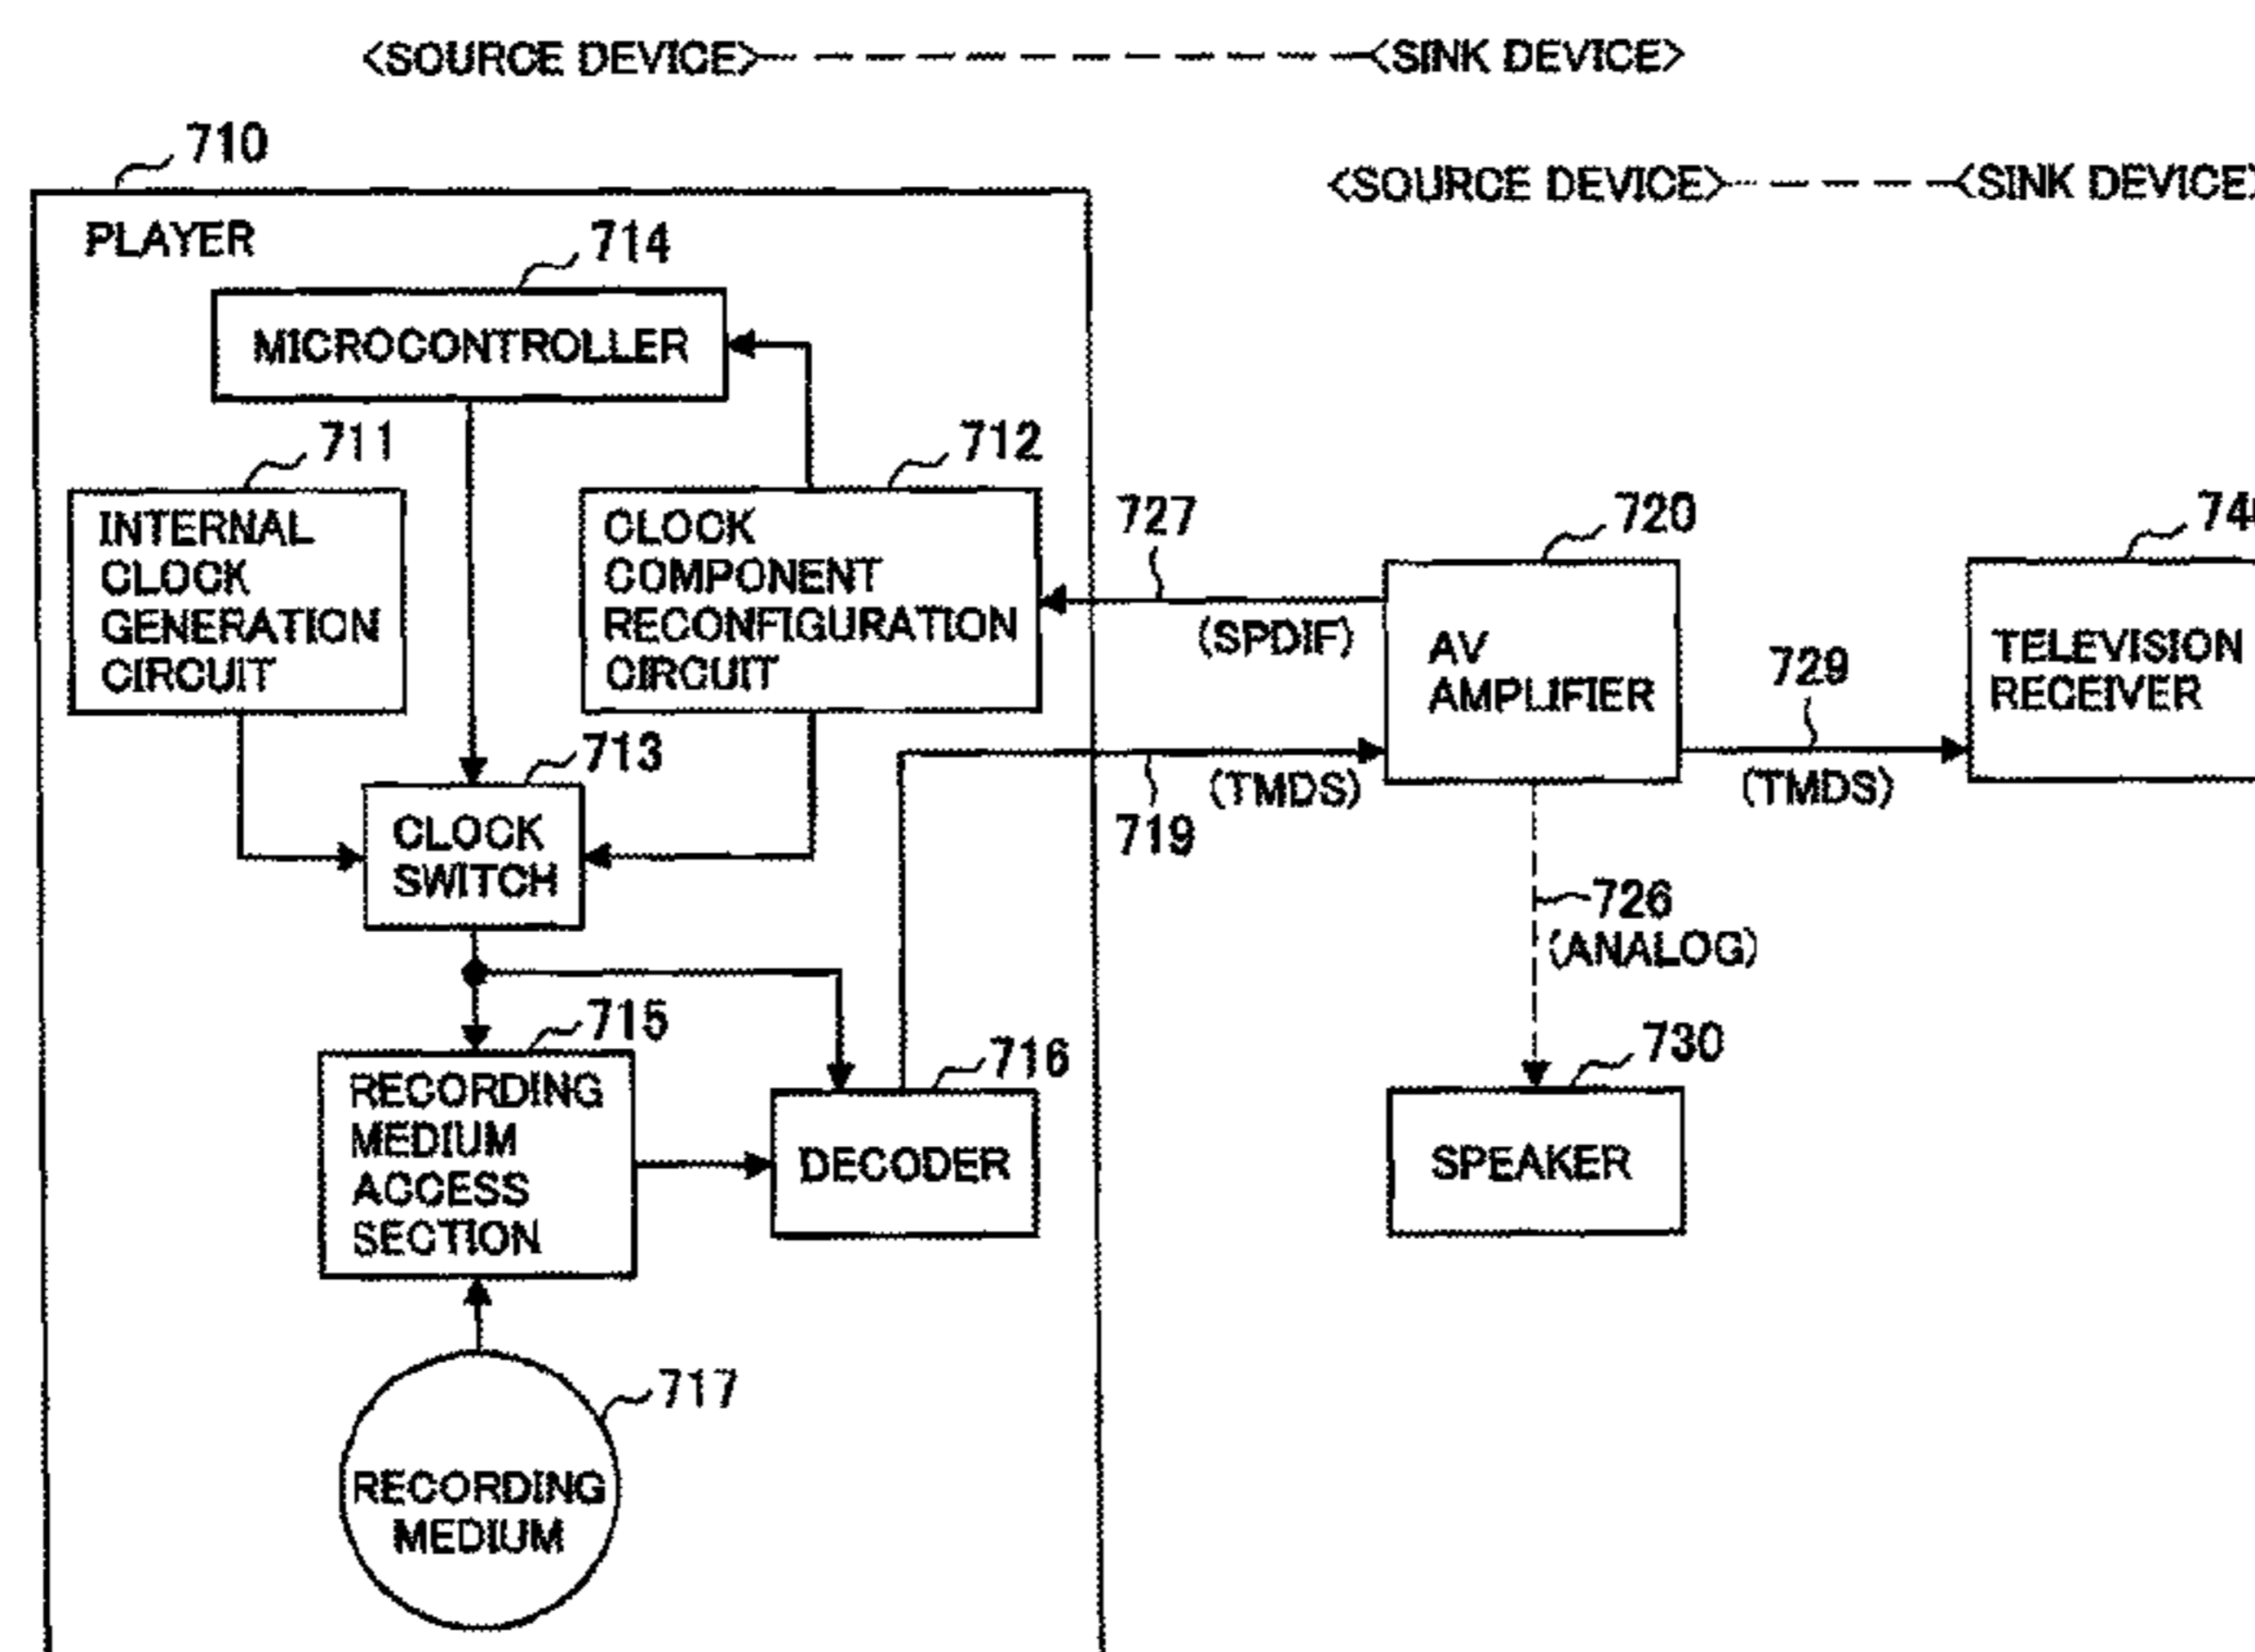 <SOURCE DEVICE> <SINK DEVICE>
710
<SOURCE DEVICE> <SINK DEVICE>
PLAYER
714
MICROCONTROLLER
711
712
INTERNAL
CLOCK
GENERATION
CIRCUIT
CLOCK
COMPONENT
RECONFIGURATION
CIRCUIT
727
(SPDIF)
720
AV
AMPLIFIER
TELEVISION
RECEIVER
729
(TMDS)
713
CLOCK
SWITCH
(TMDS)
719
726
(ANALOG)
715
RECORDING
MEDIUM
ACCESS
SECTION
716
DECODER
730
SPEAKER
717
RECORDING
MEDIUM